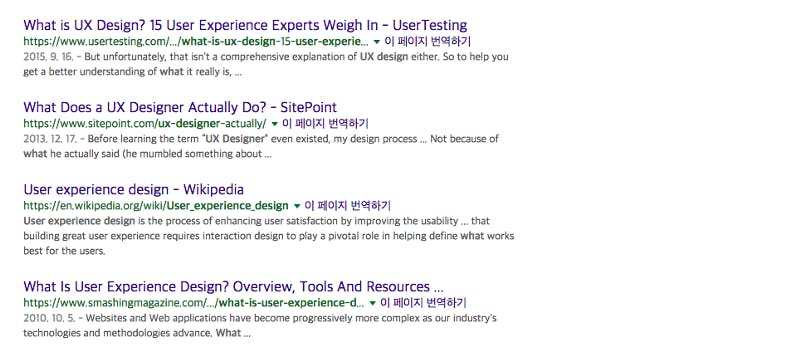 What is UX Design? 15 User Experience Experts Weigh In - UserTesting
https://www.usertesting.com/.../what-is-ux-design-15-user-experie... ▼ 이 페이지 번역하기
2015. 9. 16. - But unfortunately, that isn't a comprehensive explanation of UX design either. So to help you
get a better understanding of what it really is, ...
What Does a UX Designer Actually Do? - SitePoint
https://www.sitepoint.com/ux-designer-actually/ ▼ 이 페이지 번역하기
2013. 12. 17. - Before learning the term "UX Designer" even existed, my design process ... Not because of
what he actually said (he mumbled something about ...
User experience design - Wikipedia
https://en.wikipedia.org/wiki/User_experience_design ▼ 이 페이지 번역하기
User experience design is the process of enhancing user satisfaction by improving the usability ... that
building great user experience requires interaction design to play a pivotal role in helping define what works
best for the users.
What Is User Experience Design? Overview, Tools And Resources ...
https://www.smashingmagazine.com/.../what-is-user-experience-d... ▼ 이 페이지 번역하기
2010. 10. 5. - Websites and Web applications have become progressively more complex as our industry's
technologies and methodologies advance. What ...